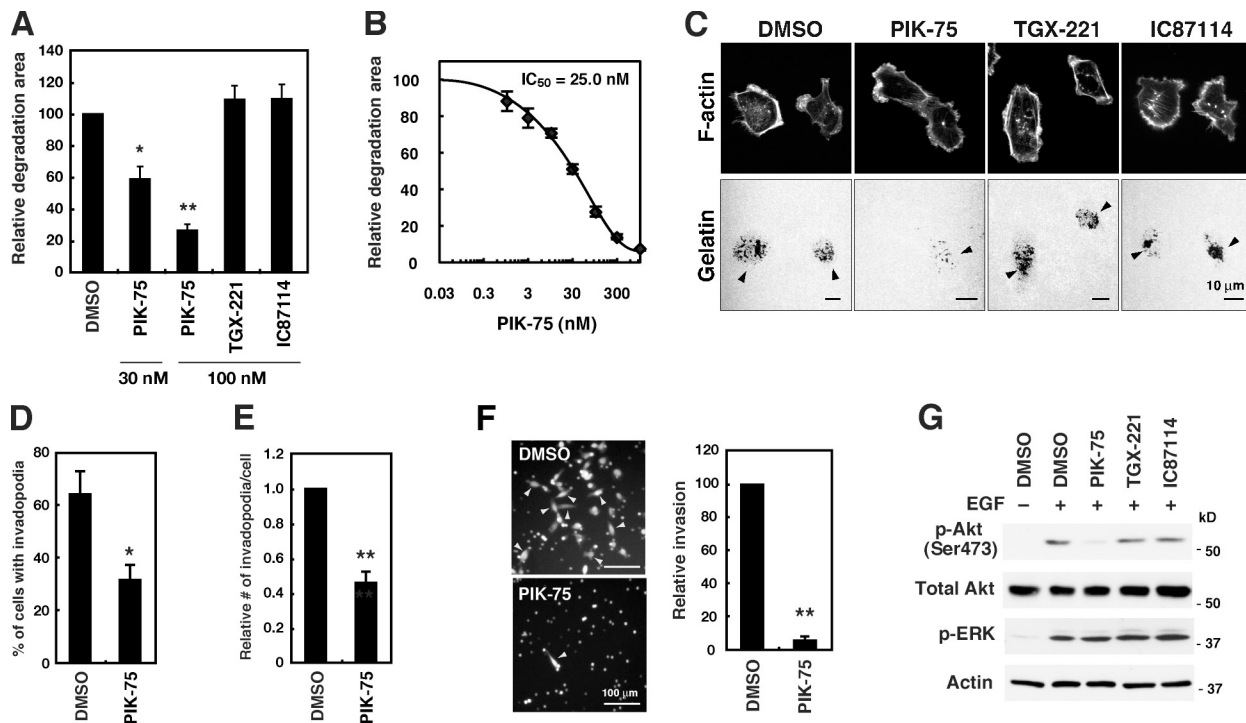 A
Relative degradation area
140
120
100
80
60
40
20
0
*
**
DMSO
PIK-75
PIK-75
TGX-221
IC87114
30 nM
100 nM
B
Relative degradation area
100
80
60
40
20
0
IC50 = 25.0 nM
0.03
0.3
3
30
300
PIK-75 (nM)
C
DMSO
PIK-75
TGX-221
IC87114
F-actin
Gelatin
10 μm
D
% of cells with invadopodia
80
60
40
20
0
*
DMSO
PIK-75
E
Relative # of invadopodia/cell
1.2
1.0
0.8
0.6
0.4
0.2
0
**
**
DMSO
PIK-75
F
DMSO
PIK-75
100 μm
Relative invasion
120
100
80
60
40
20
0
**
DMSO
PIK-75
G
DMSO
DMSO
PIK-75
TGX-221
IC87114
EGF – + + + +
kD
p-Akt
(Ser473)
- 50
Total Akt
- 50
p-ERK
- 37
Actin
- 37